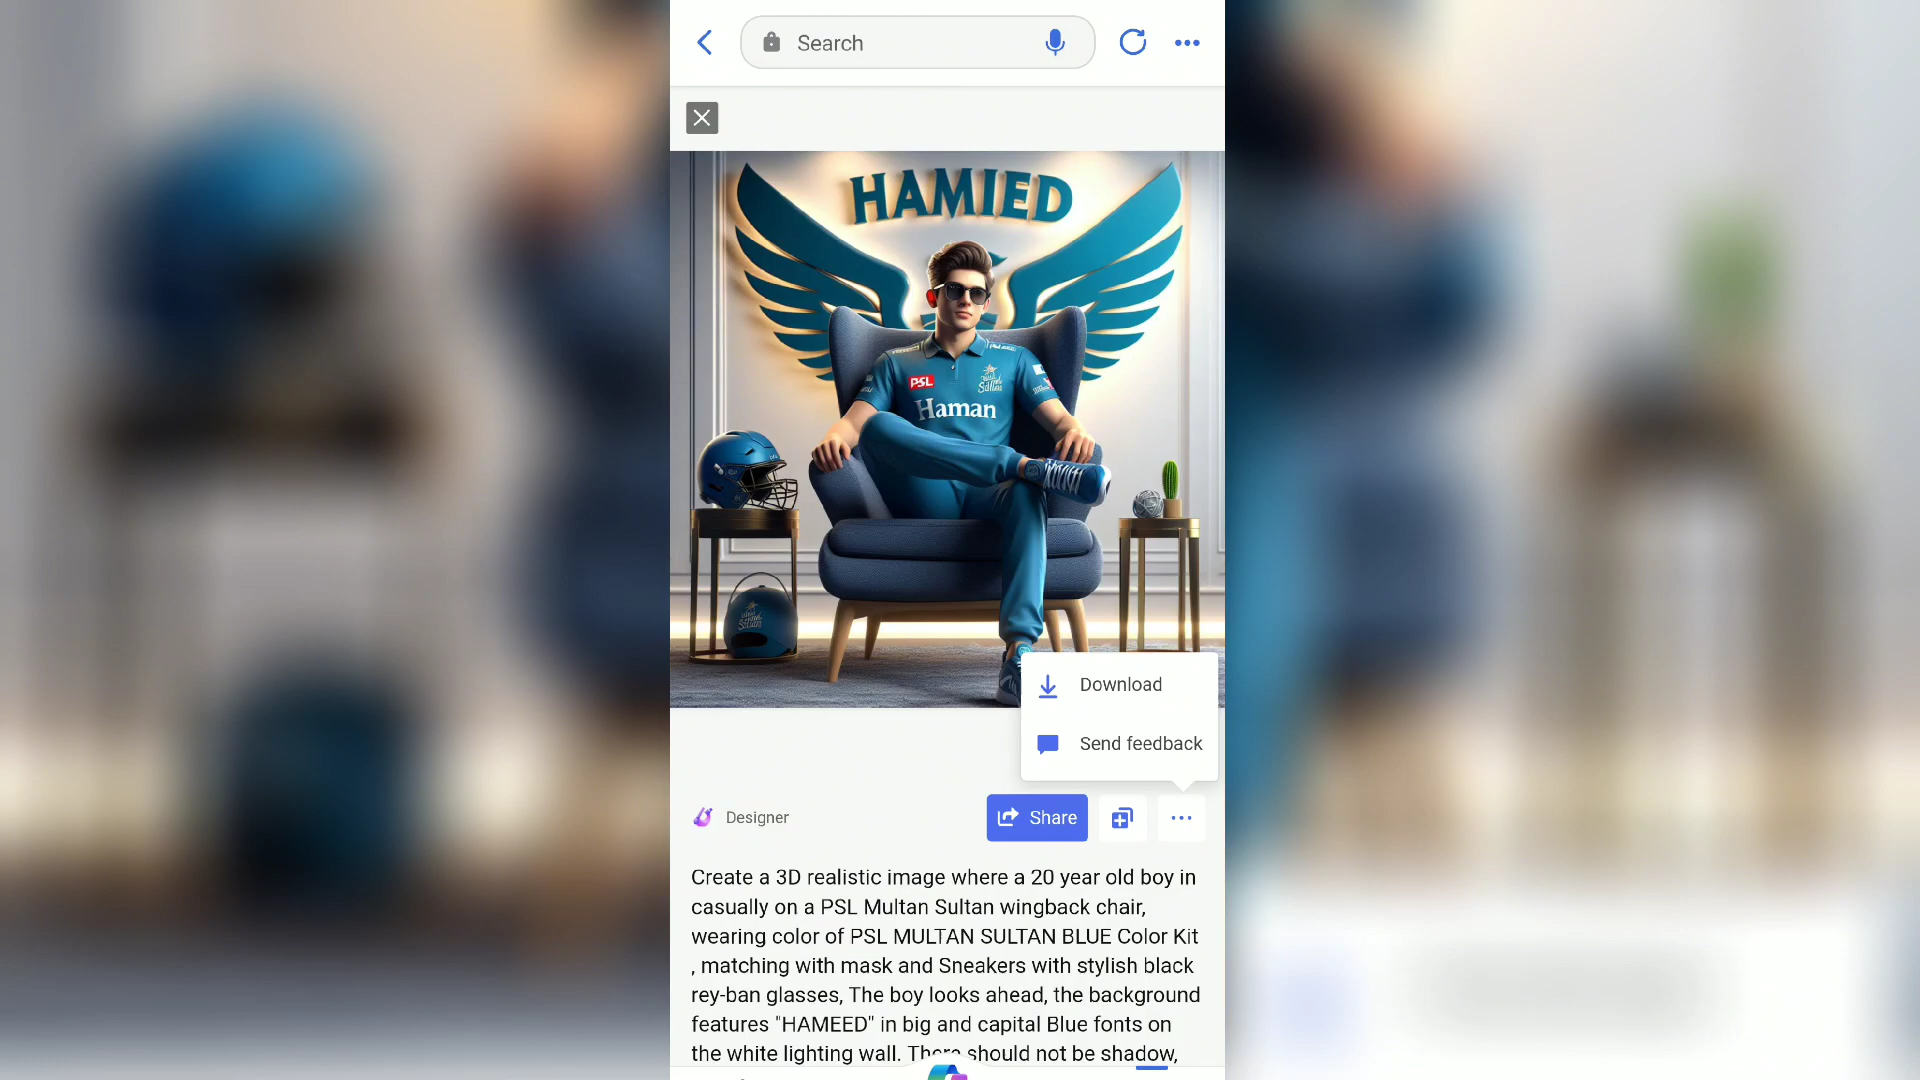 Search
HAMIED
PSL
Haman
Download
Send feedback
Designer
Share
Create a 3D realistic image where a 20 year old boy in
casually on a PSL Multan Sultan wingback chair,
wearing color of PSL MULTAN SULTAN BLUE Color Kit
, matching with mask and Sneakers with stylish black
rey-ban glasses, The boy looks ahead, the background
features "HAMEED" in big and capital Blue fonts on
the white lighting wall. There should not be shadow,